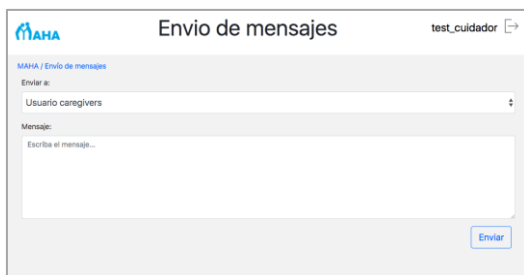 MAHA
Envio de mensajes
test_cuidador
MAHA / Envío de mensajes
Enviar a:
Usuario caregivers
Mensaje:
Escriba el mensaje...
Enviar